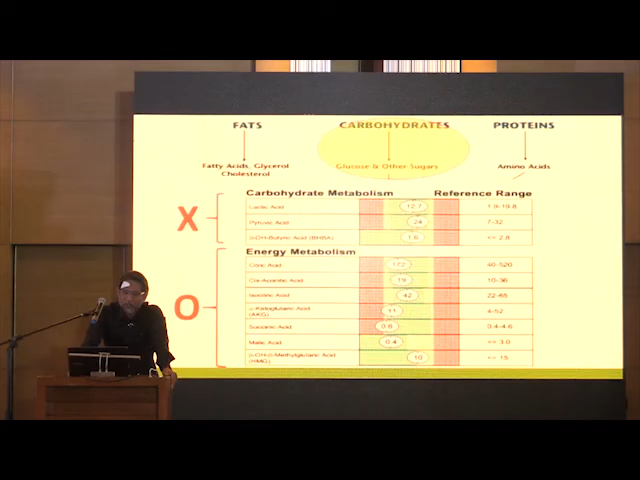 FATS CARBOHYDRATES PROTEINS
Fatty Acids, Glycerol Cholesterol
Glucose & Other Sugars
Amino Acids
Carbohydrate Metabolism Reference Range
X
Lactic Acid 12.7 1.9-19.8
Pyruvic Acid 24 7-32
β-OH-Butyric Acid (BHBA) 1.6 <= 2.8
Energy Metabolism
O
Citric Acid 172 40-520
Cis-Aconitic Acid 19 10-36
Isocitric Acid 42 22-65
α-Ketoglutaric Acid (AKG) 11 4-52
Succinic Acid 0.8 0.4-4.6
Malic Acid 0.4 <= 3.0
β-OH-β-Methylglutaric Acid (HMG) 10 <= 15